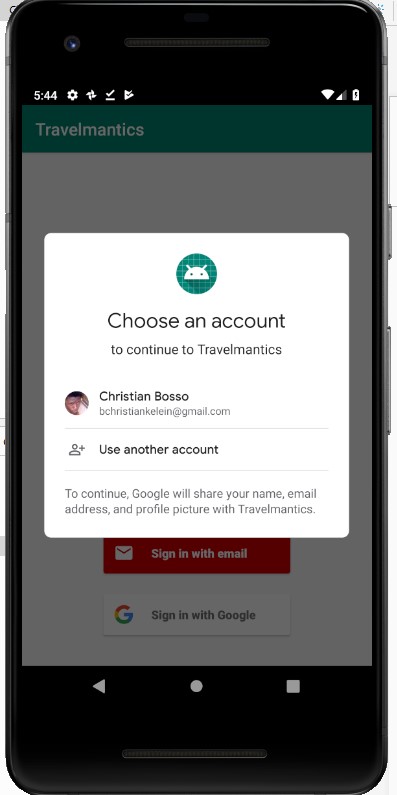 5:44
Travelmantics
Choose an account
to continue to Travelmantics
Christian Bosso
bchristiankelein@gmail.com
Use another account
To continue, Google will share your name, email
address, and profile picture with Travelmantics.
Sign in with email
Sign in with Google